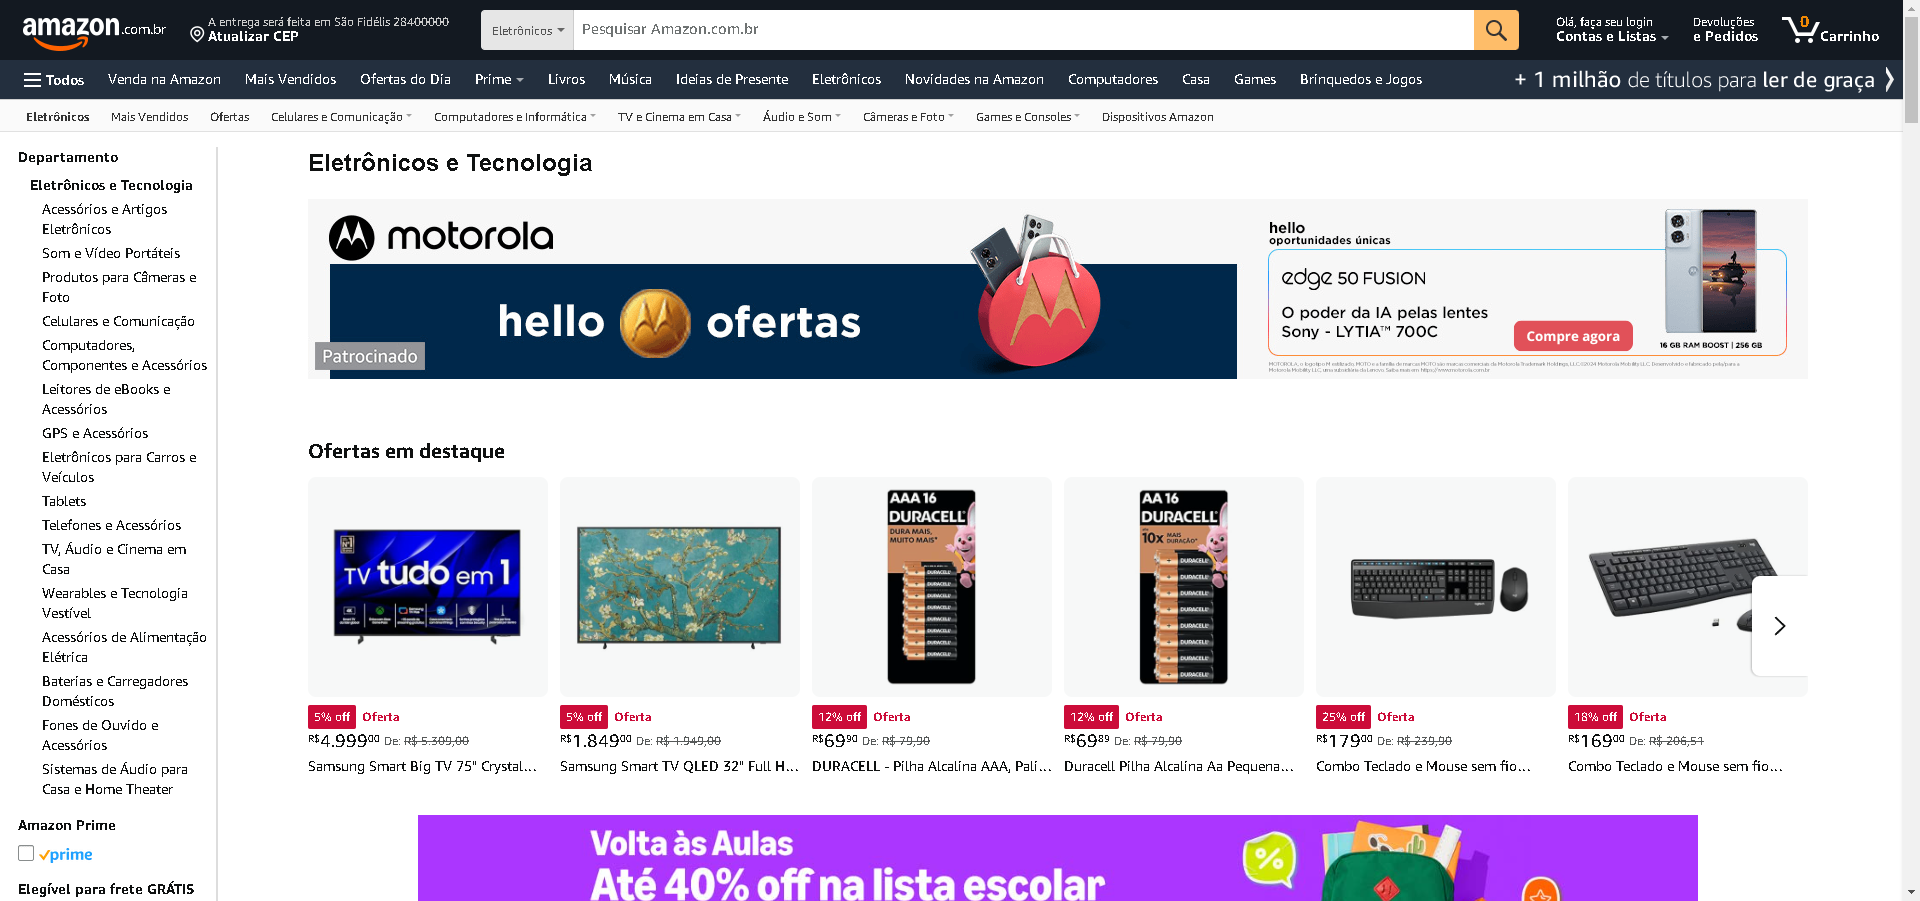 amazon.com.br
A entrega será feita em São Fidélis 28400000
Atualizar CEP
Eletrônicos
Pesquisar Amazon.com.br
Olá, faça seu login
Contas e Listas
Devoluções
e Pedidos
0
Carrinho
Todos
Venda na Amazon
Mais Vendidos
Ofertas do Dia
Prime
Livros
Música
Ideias de Presente
Eletrônicos
Novidades na Amazon
Computadores
Casa
Games
Brinquedos e Jogos
+ 1 milhão de títulos para ler de graça
Eletrônicos
Mais Vendidos
Ofertas
Celulares e Comunicação
Computadores e Informática
TV e Cinema em Casa
Áudio e Som
Câmeras e Foto
Games e Consoles
Dispositivos Amazon
Departamento
Eletrônicos e Tecnologia
Acessórios e Artigos
Eletrônicos
Som e Vídeo Portáteis
Produtos para Câmeras e
Foto
Celulares e Comunicação
Computadores,
Componentes e Acessórios
Leitores de eBooks e
Acessórios
GPS e Acessórios
Eletrônicos para Carros e
Veículos
Tablets
Telefones e Acessórios
TV, Áudio e Cinema em
Casa
Wearables e Tecnologia
Vestível
Acessórios de Alimentação
Elétrica
Baterias e Carregadores
Domésticos
Fones de Ouvido e
Acessórios
Sistemas de Áudio para
Casa e Home Theater
Amazon Prime
prime
Elegível para frete GRÁTIS
Eletrônicos e Tecnologia
motorola
hello ofertas
Patrocinado
hello
oportunidades únicas
edge 50 FUSION
O poder da IA pelas lentes
Sony - LYTIA™ 700C
Compre agora
16 GB RAM BOOST | 256 GB
Ofertas em destaque
TV tudo em 1
AAA 16
DURACELL
DURA MAIS,
MUITO MAIS*
AA 16
DURACELL
10x MAIS
DURAÇÃO*
5% off Oferta
R$4.99900 De: R$ 5.309,00
Samsung Smart Big TV 75" Crystal...
5% off Oferta
R$1.84900 De: R$ 1.949,00
Samsung Smart TV QLED 32" Full H...
12% off Oferta
R$6990 De: R$ 79,90
DURACELL - Pilha Alcalina AAA, Pali...
12% off Oferta
R$6989 De: R$ 79,90
Duracell Pilha Alcalina Aa Pequena...
25% off Oferta
R$17900 De: R$ 239,90
Combo Teclado e Mouse sem fio...
18% off Oferta
R$16900 De: R$ 206,51
Combo Teclado e Mouse sem fio...
Volta às Aulas
Até 40% off na lista escolar
%